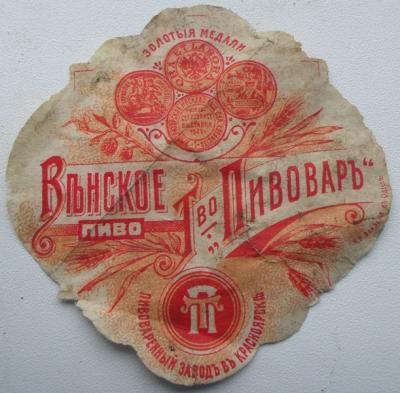 ЗОЛОТЫЯ МЕДАЛИ
ВѢНСКОЕ
ПИВО
Т-ВО „ПИВОВАРЪ“
ПИВОВАРЕННЫЙ ЗАВОДЪ ВЪ КРАСНОЯРСКѢ